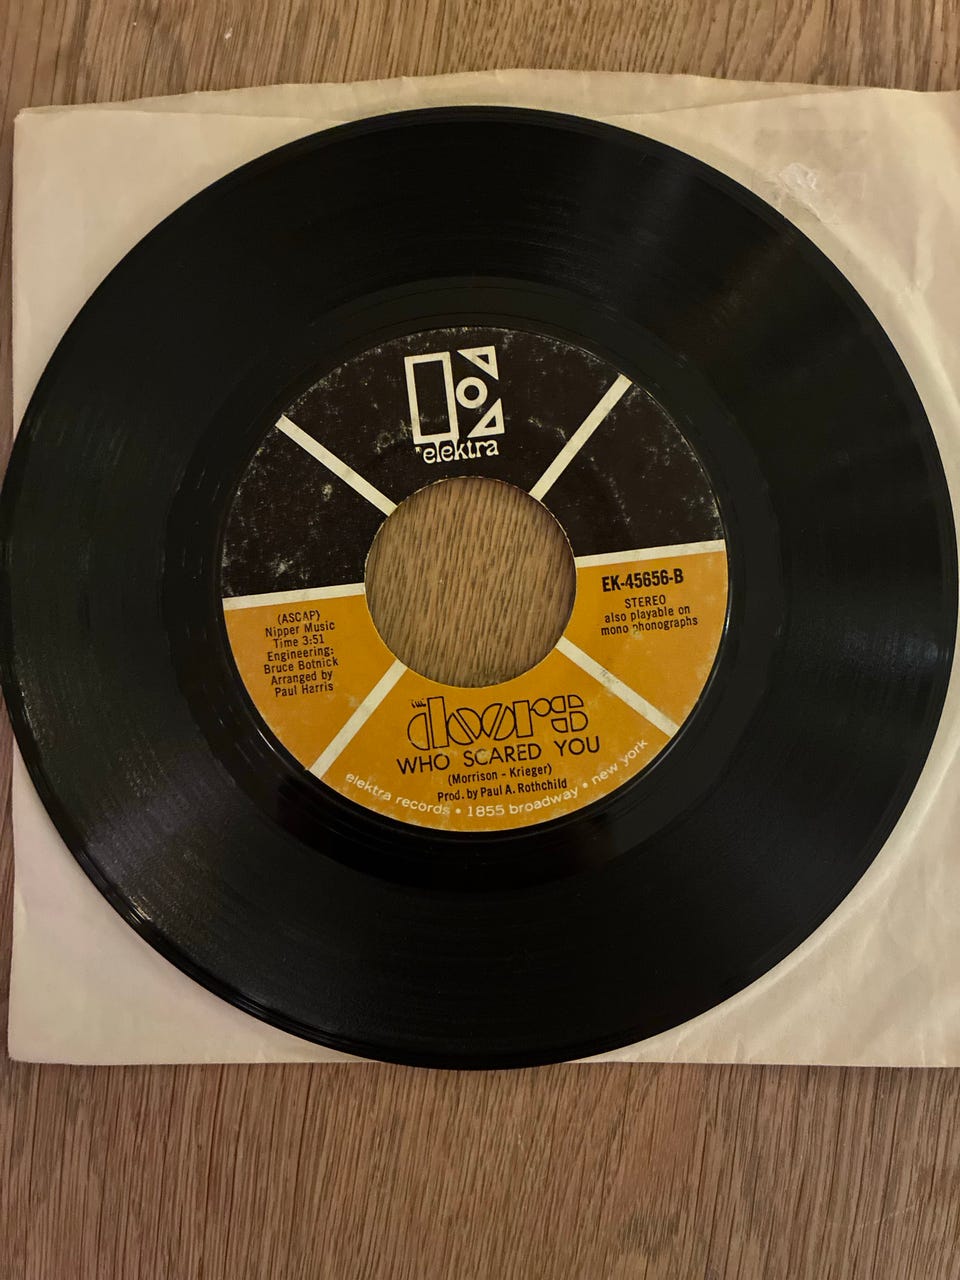 elektra
EK-45656-B
STEREO
also playable on
mono phonographs
(ASCAP)
Nipper Music
Time 3:51
Engineering:
Bruce Botnick
Arranged by
Paul Harris
the
doors
WHO SCARED YOU
(Morrison - Krieger)
Prod. by Paul A. Rothchild
elektra records • 1855 broadway • new york